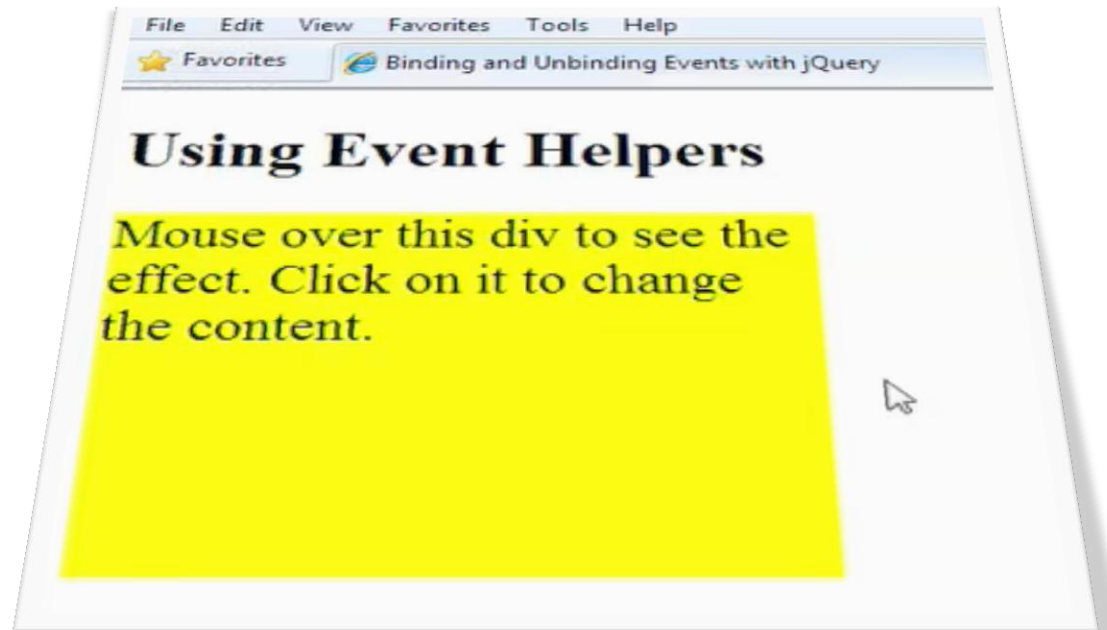 File Edit View Favorites Tools Help
Favorites Binding and Unbinding Events with jQuery
Using Event Helpers
Mouse over this div to see the
effect. Click on it to change
the content.